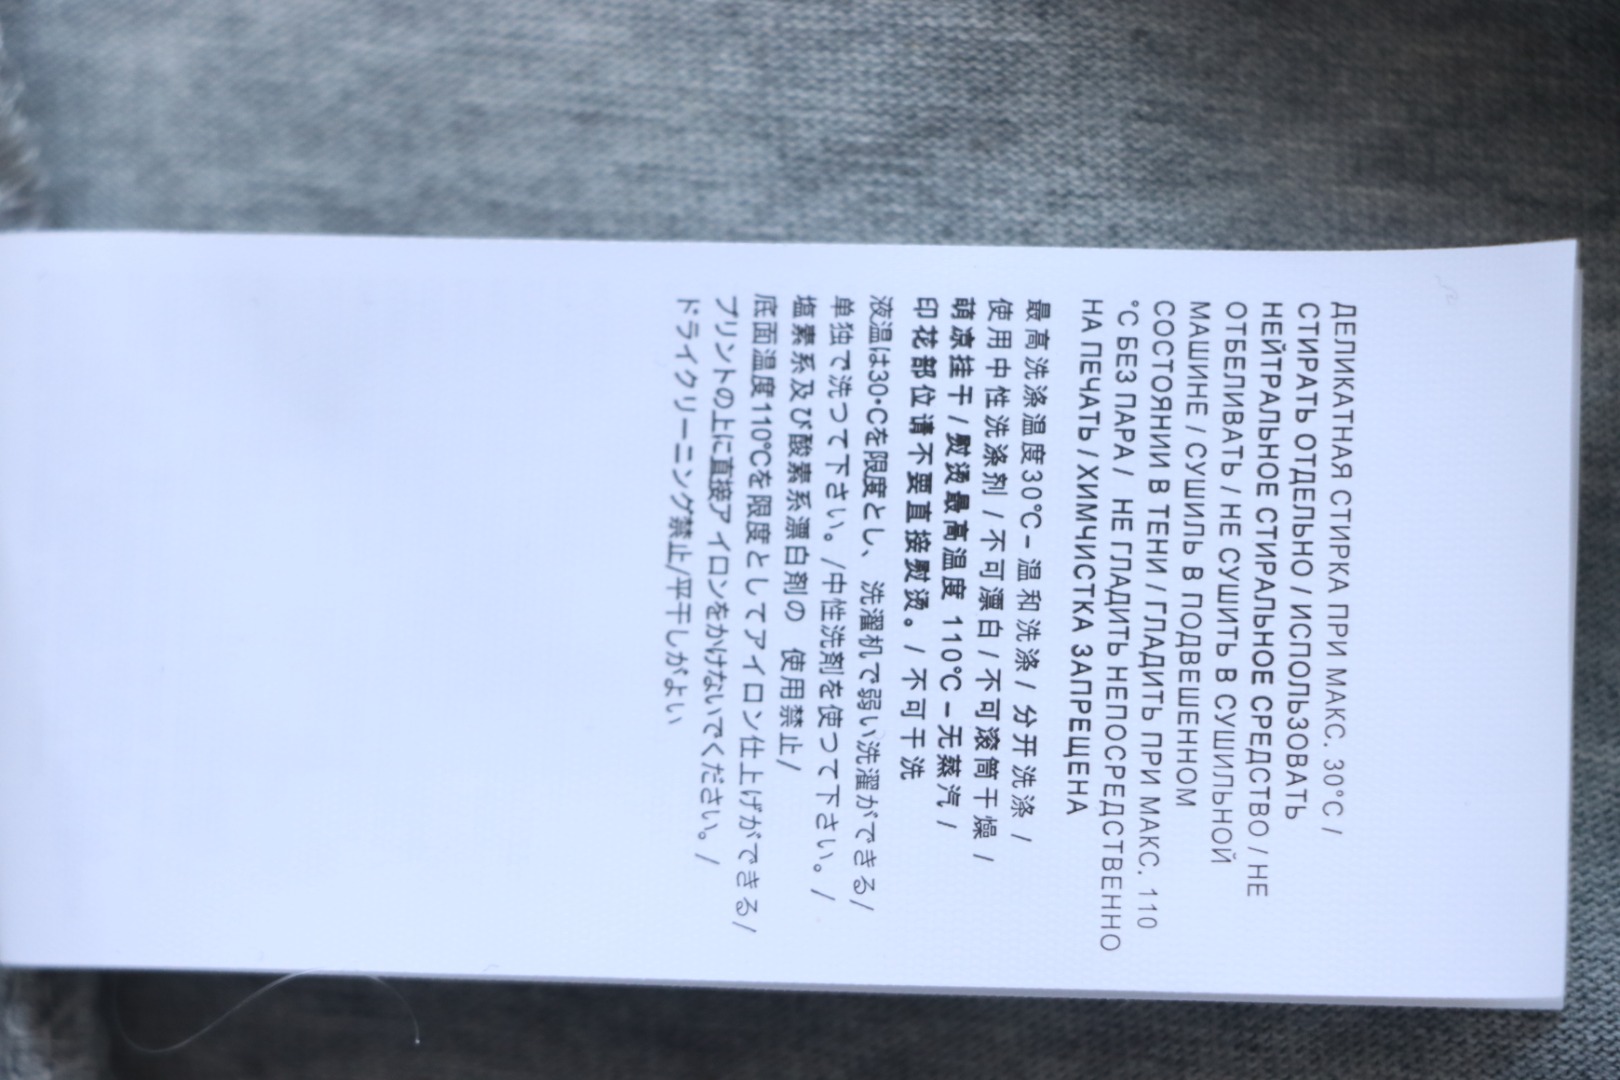 ДЕЛИКАТНАЯ СТИРКА ПРИ МАКС. 30°C /
СТИРАТЬ ОТДЕЛЬНО / ИСПОЛЬЗОВАТЬ
НЕЙТРАЛЬНОЕ СТИРАЛЬНОЕ СРЕДСТВО / НЕ
ОТБЕЛИВАТЬ / НЕ СУШИТЬ В СУШИЛЬНОЙ
МАШИНЕ / СУШИЛЬ В ПОДВЕШЕННОМ
СОСТОЯНИИ В ТЕНИ / ГЛАДИТЬ ПРИ МАКС. 110
°C БЕЗ ПАРА / НЕ ГЛАДИТЬ НЕПОСРЕДСТВЕННО
НА ПЕЧАТЬ / ХИМЧИСТКА ЗАПРЕЩЕНА
最高洗涤温度30℃– 温和洗涤 / 分开洗涤 /
使用中性洗涤剂 / 不可漂白 / 不可滚筒干燥 /
萌凉挂干 / 熨烫最高温度 110℃ – 无蒸汽 /
印花部位请不要直接熨烫。/ 不可干洗
液温は30•Cを限度とし、 洗濯机で弱い洗濯ができる/
単独で洗つて下さい。/中性洗剤を使つて下さい。/
塩素系及び酸素系漂白剤の 使用禁止/
底面温度110℃を限度としてアイロン仕上げができる/
プリントの上に直接アイロンをかけないでください。/
ドライクリーニング禁止/平干しがよい